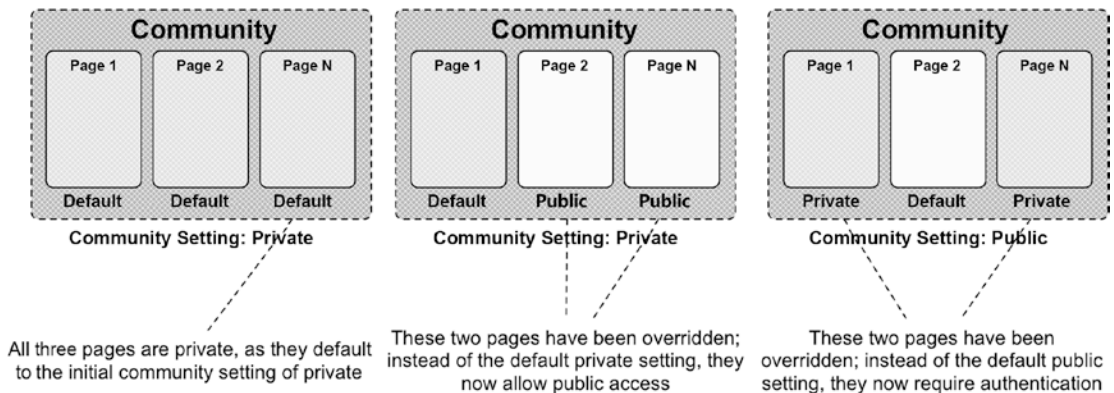 Community
Page 1
Page 2
Page N
Default
Default
Default
Community Setting: Private
All three pages are private, as they default
to the initial community setting of private
Community
Page 1
Page 2
Page N
Default
Public
Public
Community Setting: Private
These two pages have been overridden;
instead of the default private setting, they
now allow public access
Community
Page 1
Page 2
Page N
Private
Default
Private
Community Setting: Public
These two pages have been
overridden; instead of the default public
setting, they now require authentication